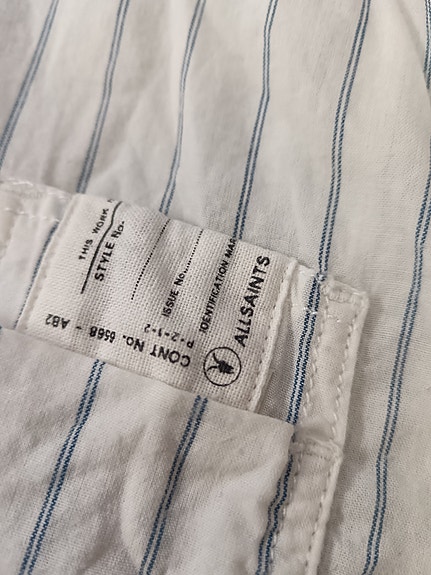 THIS WORK
STYLE No.
ISSUE No.
IDENTIFICATION MAR
ALLSAINTS
CONT No. 6568 - AB2
P·2·1·2